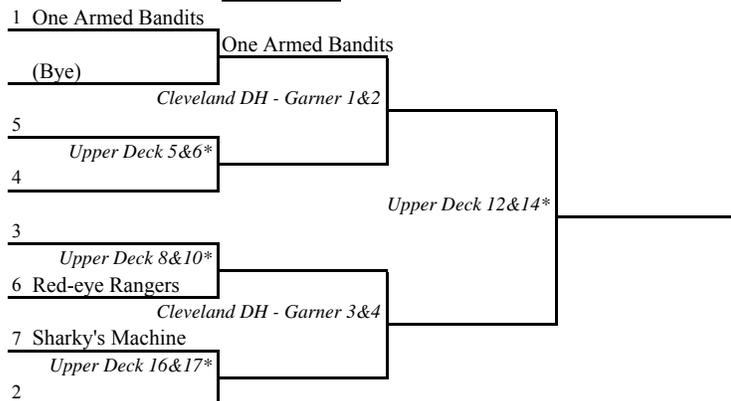 1 One Armed Bandits
One Armed Bandits
(Bye)
Cleveland DH - Garner 1&2
5
Upper Deck 5&6*
4
Upper Deck 12&14*
3
Upper Deck 8&10*
6 Red-eye Rangers
Cleveland DH - Garner 3&4
7 Sharky's Machine
Upper Deck 16&17*
2